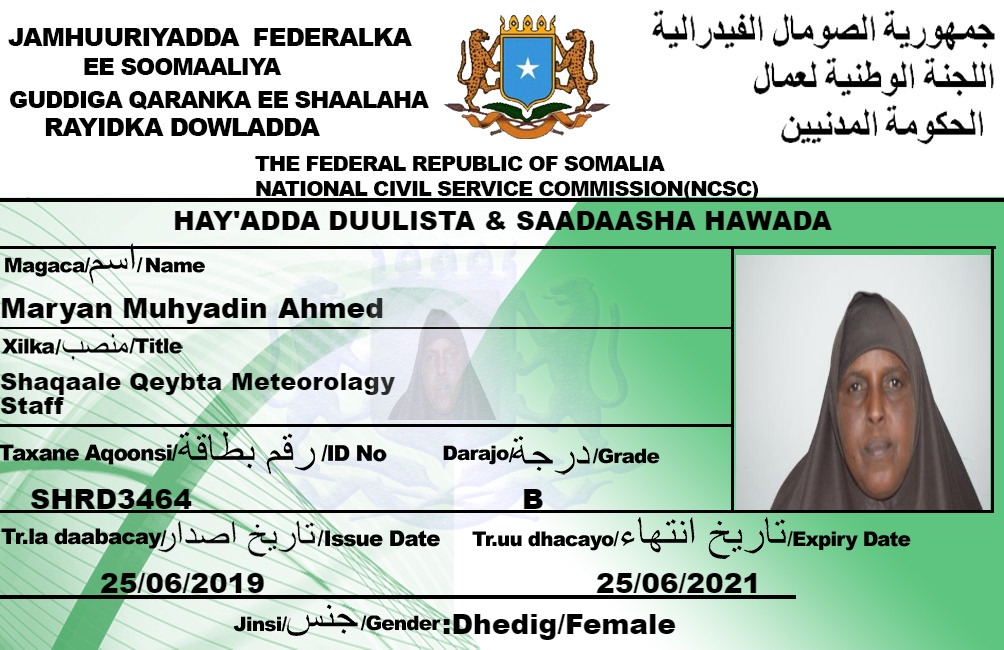 JAMHUURIYADDA FEDERALKA
EE SOOMAALIYA
GUDDIGA QARANKA EE SHAALAHA
RAYIDKA DOWLADDA
جمهورية الصومال الفيدرالية
اللجنة الوطنية لعمال
الحكومة المدنيين
THE FEDERAL REPUBLIC OF SOMALIA
NATIONAL CIVIL SERVICE COMMISSION(NCSC)
HAY'ADDA DUULISTA & SAADAASHA HAWADA
Magaca/اسم/Name
Maryan Muhyadin Ahmed
Xilka/منصب/Title
Shaqaale Qeybta Meteorolagy
Staff
Taxane Aqoonsi/رقم بطاقة/ID No
Darajo/درجة/Grade
SHRD3464
B
Tr.la daabacay/تاريخ اصدار/Issue Date
Tr.uu dhacayo/تاريخ انتهاء/Expiry Date
25/06/2019
25/06/2021
Jinsi/جنس/Gender:Dhedig/Female